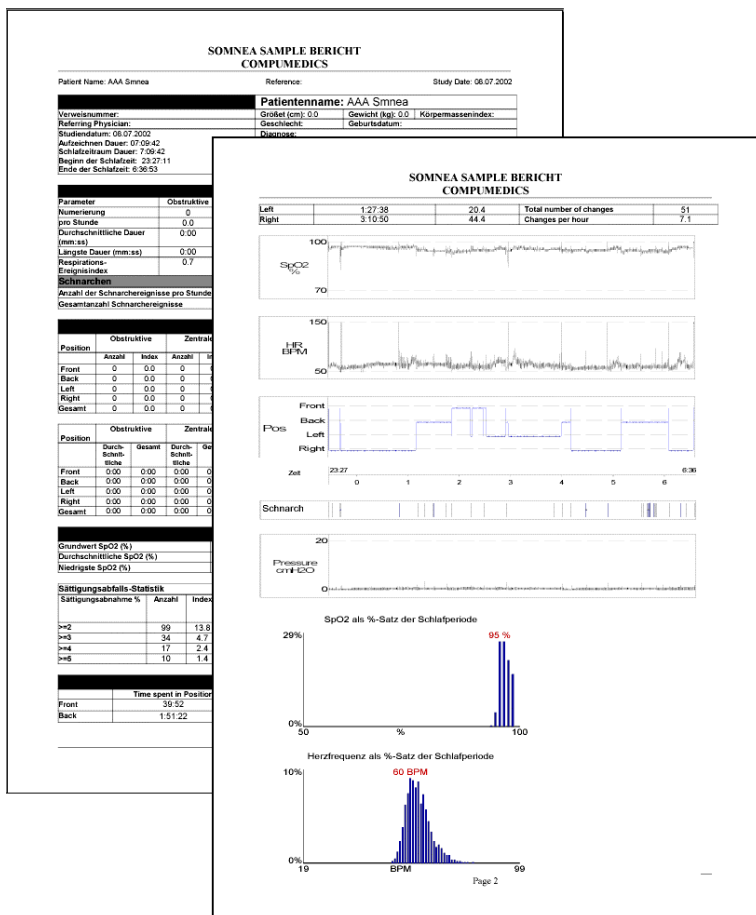 SOMNEA SAMPLE BERICHT
COMPUMEDICS
Patient Name: AAA Smnea Reference: Study Date: 08.07.2002
Patientenname: AAA Smnea
Verweisnummer: Größet (cm): 0.0 Gewicht (kg): 0.0 Körpermassenindex:
Referring Physician: Geschlecht: Geburtsdatum:
Studiendatum: 08.07.2002 Diagnose:
Aufzeichnen Dauer: 07:09:42
Schlafzeitraum Dauer: 7:09:42
Beginn der Schlafzeit: 23:27:11
Ende der Schlafzeit: 6:36:53
Parameter Obstruktive
Numerierung 0
pro Stunde 0.0
Durchschnittliche Dauer 0:00
(mm:ss)
Längste Dauer (mm:ss) 0:00
Respirations- 0.7
Ereignisindex
Schnarchen
Anzahl der Schnarchereignisse pro Stunde
Gesamtanzahl Schnarchereignisse
Position Obstruktive Zentrale
Anzahl Index Anzahl
Front 0 0.0 0
Back 0 0.0 0
Left 0 0.0 0
Right 0 0.0 0
Gesamt 0 0.0 0
Position Obstruktive Zentrale
Durch- Gesamt Durch-
Schnit- Schnit-
tliche tliche
Front 0:00 0:00 0:00
Back 0:00 0:00 0:00
Left 0:00 0:00 0:00
Right 0:00 0:00 0:00
Gesamt 0:00 0:00 0:00
Grundwert SpO2 (%)
Durchschnittliche SpO2 (%)
Niedrigste SpO2 (%)
Sättigungsabfalls-Statistik
Sättigungsabnahme % Anzahl Index
>=2 99 13.8
>=3 34 4.7
>=4 17 2.4
>=5 10 1.4
Time spent in Position
Front 39:52
Back 1:51:22
SOMNEA SAMPLE BERICHT
COMPUMEDICS
Left 1:27:38 20.4 Total number of changes 51
Right 3:10:50 44.4 Changes per hour 7.1
100
SpO2
%
70
150
HR
BPM
50
Pos
Front
Back
Left
Right
Zeit 23:27 6:36
0 1 2 3 4 5 6
Schnarch
20
Pressure
cmH2O
0
SpO2 als %-Satz der Schlafperiode
29% 95 %
0%
50 % 100
Herzfrequenz als %-Satz der Schlafperiode
10% 60 BPM
0%
19 BPM 99
Page 2